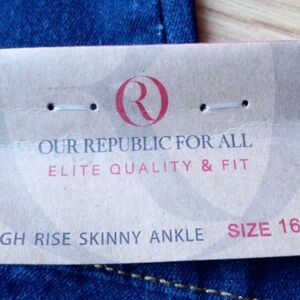 OUR REPUBLIC FOR ALL
ELITE QUALITY & FIT
GH RISE SKINNY ANKLE SIZE 16